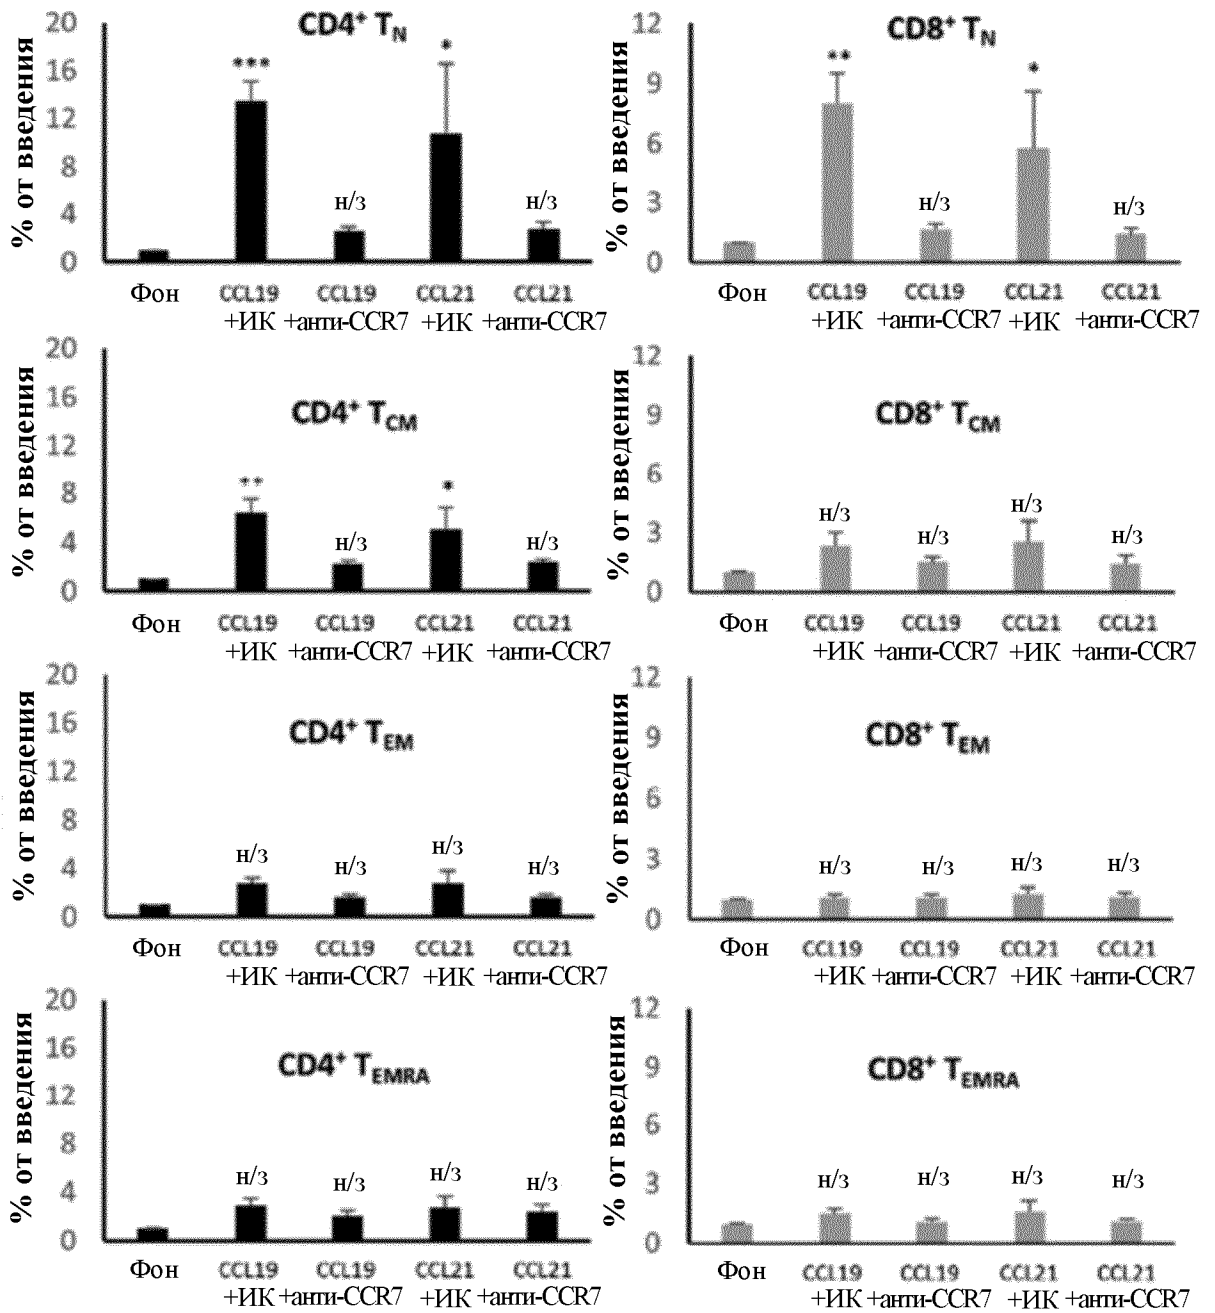 CD4⁺ T_N
% от введения
20
16
12
8
4
0
***
н/з
*
н/з
Фон CCL19 CCL19 CCL21 CCL21
+ИК +анти-CCR7 +ИК +анти-CCR7
CD8⁺ T_N
% от введения
12
9
6
3
0
**
н/з
*
н/з
Фон CCL19 CCL19 CCL21 CCL21
+ИК +анти-CCR7 +ИК +анти-CCR7
CD4⁺ T_CM
% от введения
20
16
12
8
4
0
**
н/з
*
н/з
Фон CCL19 CCL19 CCL21 CCL21
+ИК +анти-CCR7 +ИК +анти-CCR7
CD8⁺ T_CM
% от введения
12
9
6
3
0
н/з
н/з
н/з
н/з
Фон CCL19 CCL19 CCL21 CCL21
+ИК +анти-CCR7 +ИК +анти-CCR7
CD4⁺ T_EM
% от введения
20
16
12
8
4
0
н/з
н/з
н/з
н/з
Фон CCL19 CCL19 CCL21 CCL21
+ИК +анти-CCR7 +ИК +анти-CCR7
CD8⁺ T_EM
% от введения
12
9
6
3
0
н/з
н/з
н/з
н/з
Фон CCL19 CCL19 CCL21 CCL21
+ИК +анти-CCR7 +ИК +анти-CCR7
CD4⁺ T_EMRA
% от введения
20
16
12
8
4
0
н/з
н/з
н/з
н/з
Фон CCL19 CCL19 CCL21 CCL21
+ИК +анти-CCR7 +ИК +анти-CCR7
CD8⁺ T_EMRA
% от введения
12
9
6
3
0
н/з
н/з
н/з
н/з
Фон CCL19 CCL19 CCL21 CCL21
+ИК +анти-CCR7 +ИК +анти-CCR7